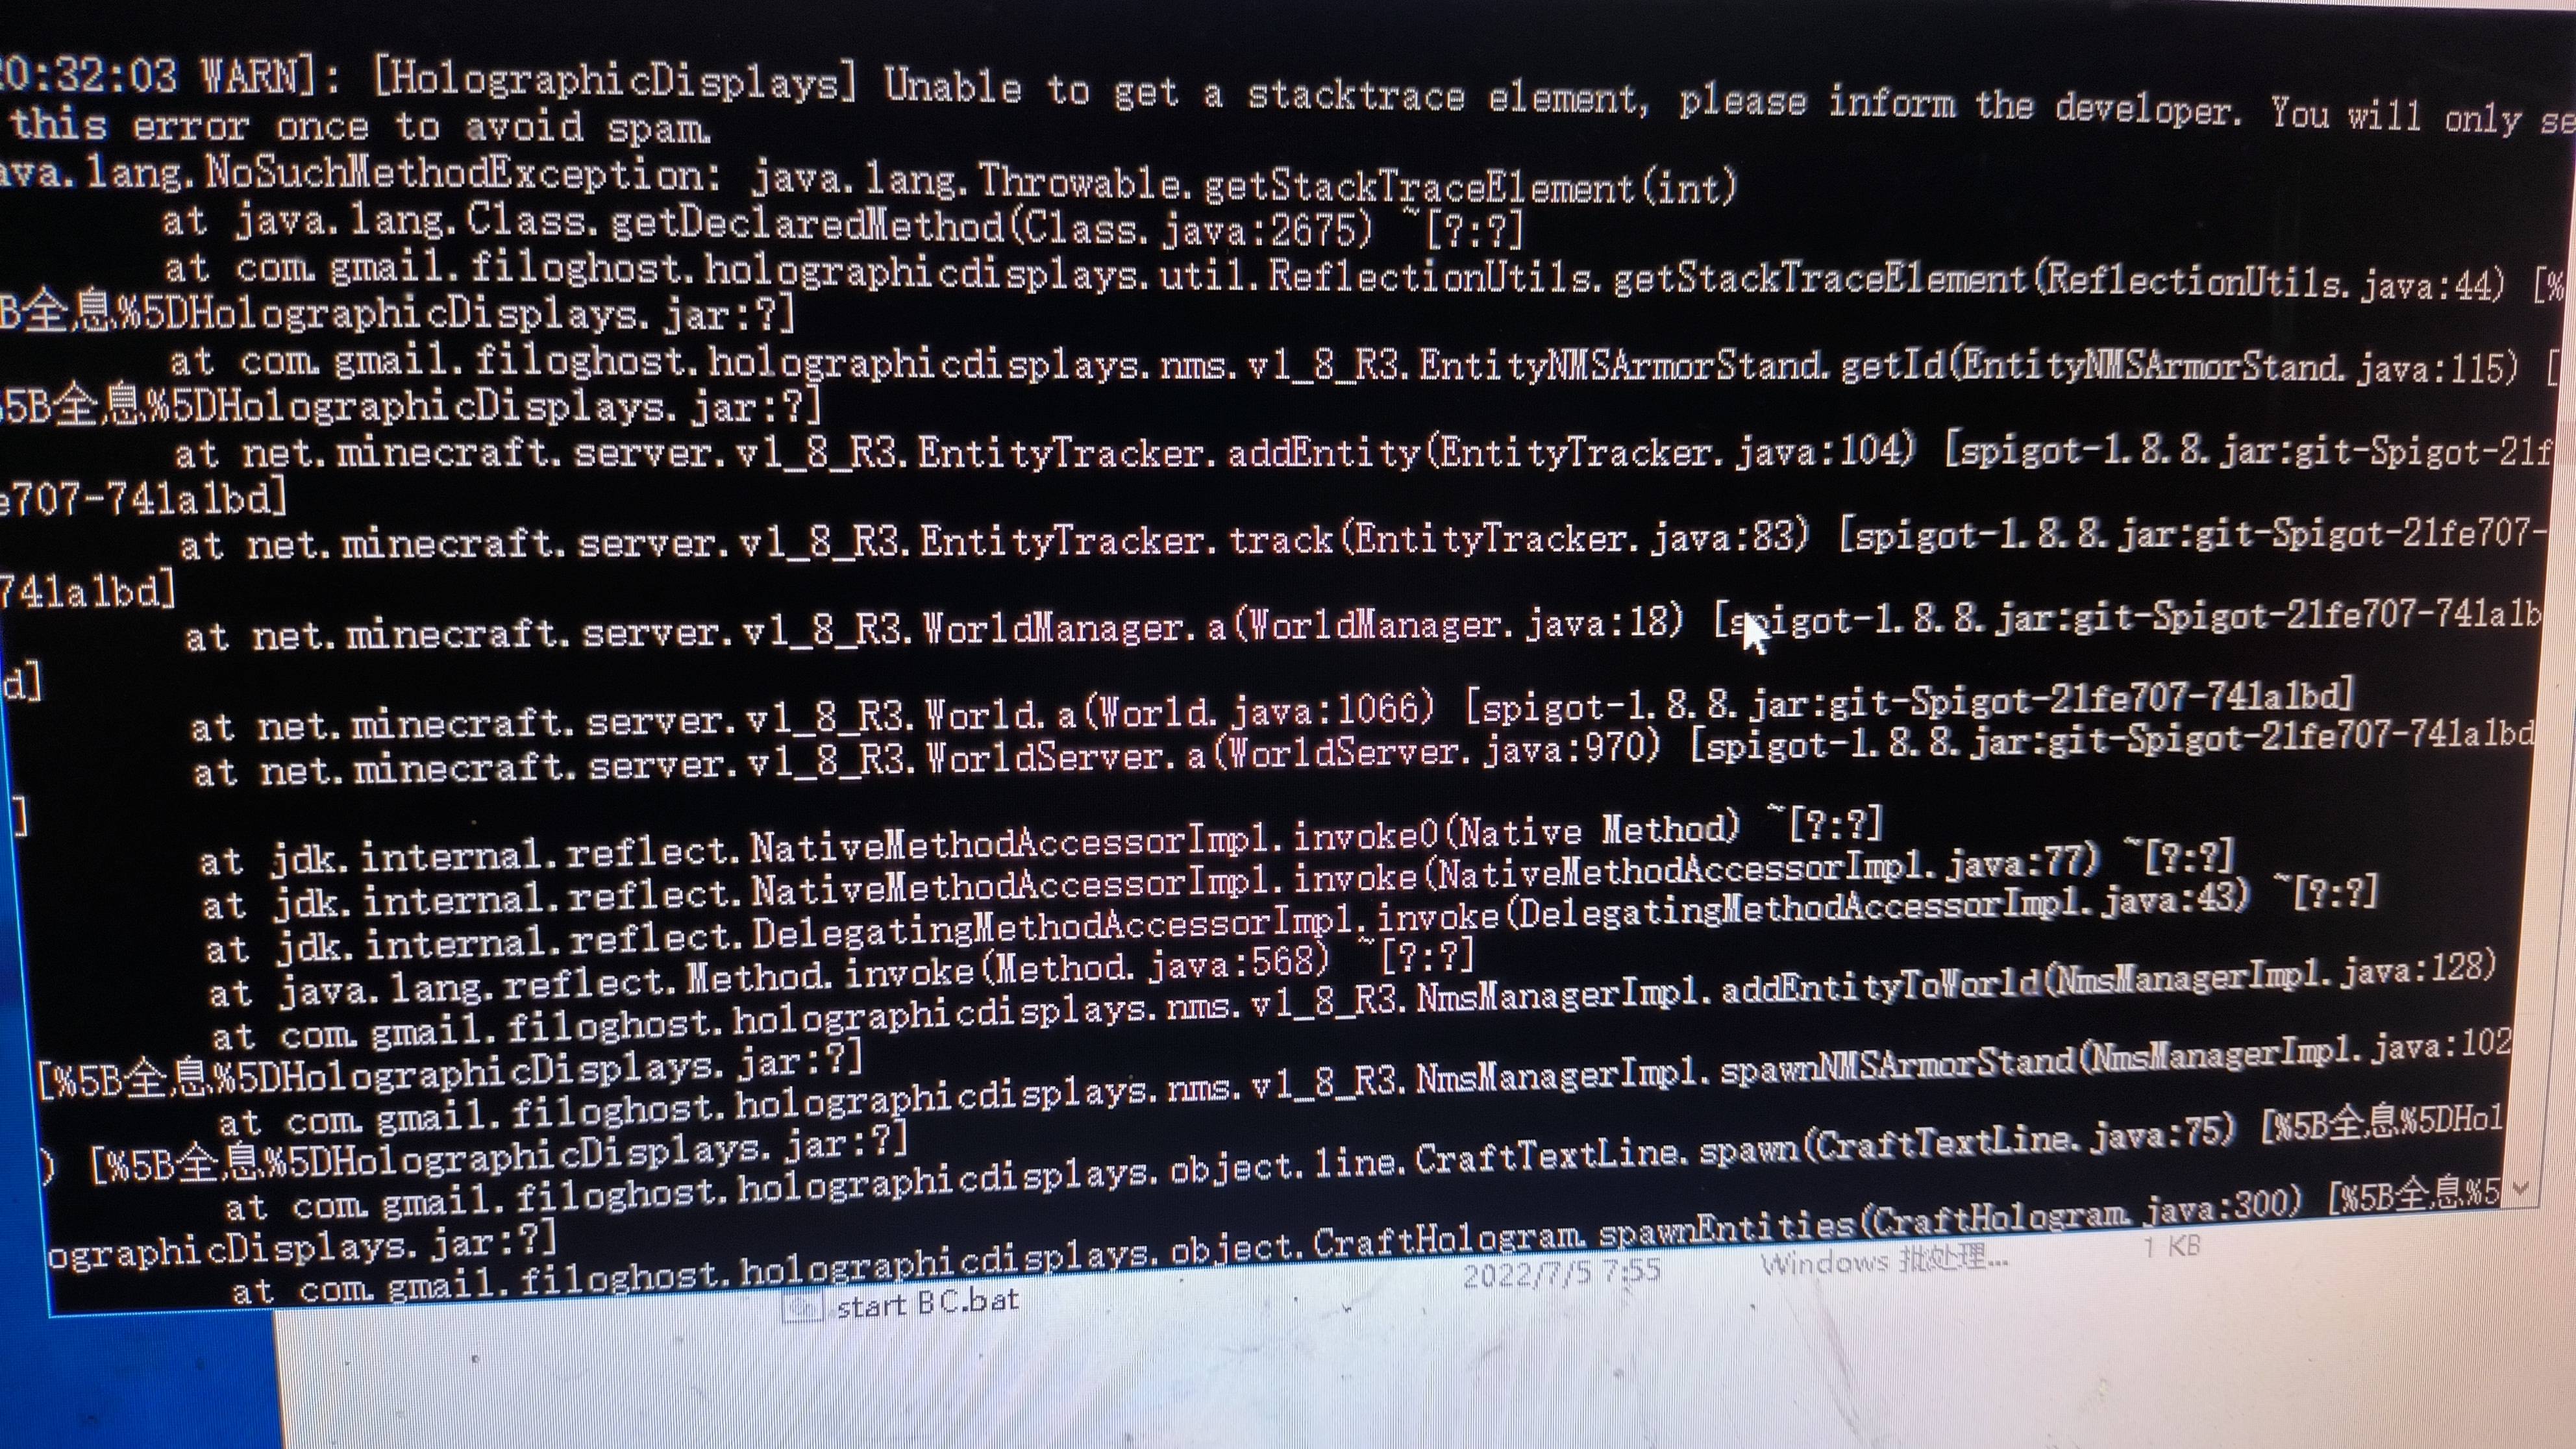 0:32:03 WARN]: [HolographicDisplays] Unable to get a stacktrace element, please inform the developer. You will only se
this error once to avoid spam.
ava.lang.NoSuchMethodException: java.lang.Throwable.getStackTraceElement(int)
at java.lang.Class.getDeclaredMethod(Class.java:2675) ~[?:?]
at com.gmail.filoghost.holographicdisplays.util.ReflectionUtils.getStackTraceElement(ReflectionUtils.java:44) [%
B全息%5DHolographicDisplays.jar:?]
at com.gmail.filoghost.holographicdisplays.nms.v1_8_R3.EntityNMSArmorStand.getId(EntityNMSArmorStand.java:115) [
5B全息%5DHolographicDisplays.jar:?]
at net.minecraft.server.v1_8_R3.EntityTracker.addEntity(EntityTracker.java:104) [spigot-1.8.8.jar:git-Spigot-21f
e707-741a1bd]
at net.minecraft.server.v1_8_R3.EntityTracker.track(EntityTracker.java:83) [spigot-1.8.8.jar:git-Spigot-21fe707-
741a1bd]
at net.minecraft.server.v1_8_R3.WorldManager.a(WorldManager.java:18) [spigot-1.8.8.jar:git-Spigot-21fe707-741a1b
d]
at net.minecraft.server.v1_8_R3.World.a(World.java:1066) [spigot-1.8.8.jar:git-Spigot-21fe707-741a1bd]
at net.minecraft.server.v1_8_R3.WorldServer.a(WorldServer.java:970) [spigot-1.8.8.jar:git-Spigot-21fe707-741a1bd
]
at jdk.internal.reflect.NativeMethodAccessorImpl.invoke0(Native Method) ~[?:?]
at jdk.internal.reflect.NativeMethodAccessorImpl.invoke(NativeMethodAccessorImpl.java:77) ~[?:?]
at jdk.internal.reflect.DelegatingMethodAccessorImpl.invoke(DelegatingMethodAccessorImpl.java:43) ~[?:?]
at java.lang.reflect.Method.invoke(Method.java:568) ~[?:?]
at com.gmail.filoghost.holographicdisplays.nms.v1_8_R3.NmsManagerImpl.addEntityToWorld(NmsManagerImpl.java:128)
[%5B全息%5DHolographicDisplays.jar:?]
at com.gmail.filoghost.holographicdisplays.nms.v1_8_R3.NmsManagerImpl.spawnNMSArmorStand(NmsManagerImpl.java:102
) [%5B全息%5DHolographicDisplays.jar:?]
at com.gmail.filoghost.holographicdisplays.object.line.CraftTextLine.spawn(CraftTextLine.java:75) [%5B全息%5DHol
ographicDisplays.jar:?]
at com.gmail.filoghost.holographicdisplays.object.CraftHologram.spawnEntities(CraftHologram.java:300) [%5B全息%5
start BC.bat 2022/7/5 7:55 Windows 批处理... 1 KB